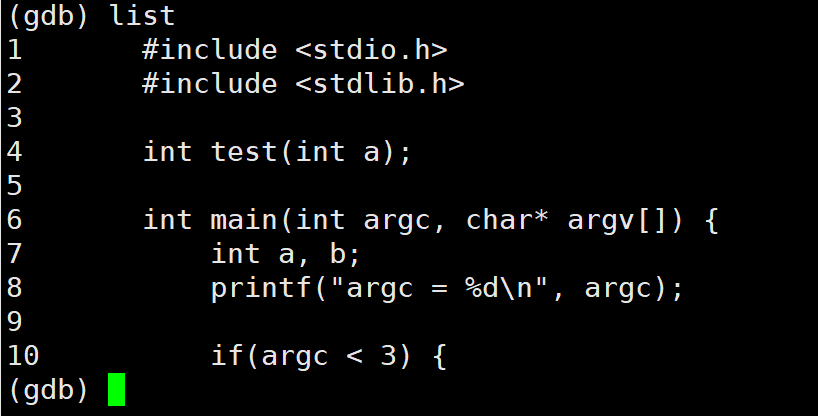 (gdb) list
1       #include <stdio.h>
2       #include <stdlib.h>
3
4       int test(int a);
5
6       int main(int argc, char* argv[]) {
7           int a, b;
8           printf("argc = %d\n", argc);
9
10          if(argc < 3) {
(gdb)